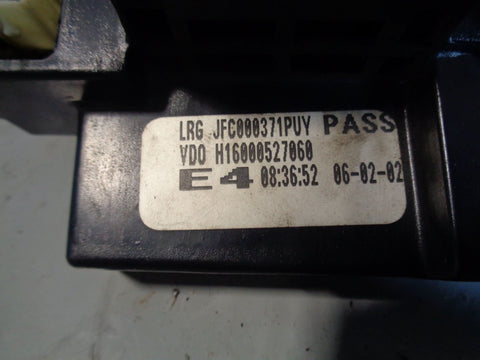 LRG JFC000371PUY PASS
VDO H16000527060
E4 08:36:52 06-02-02